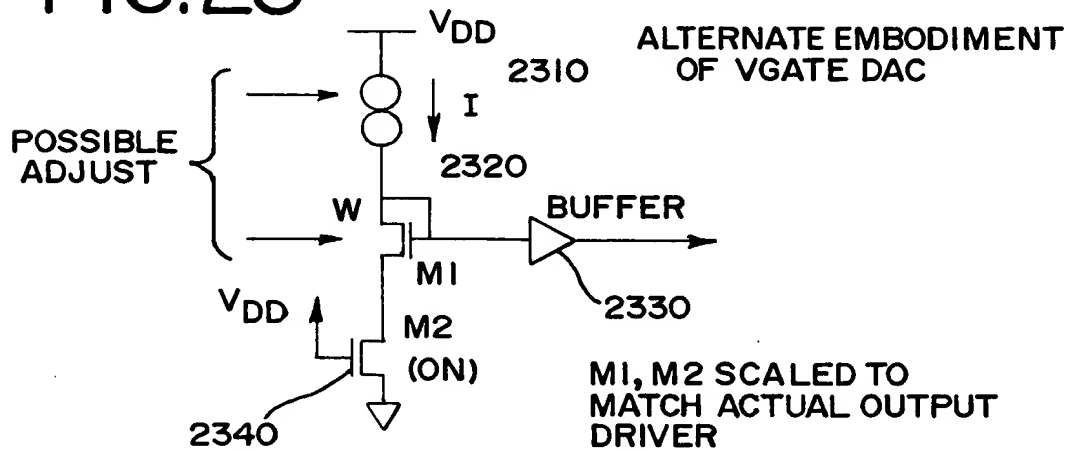 VDD
ALTERNATE EMBODIMENT
OF VGATE DAC
2310
I
POSSIBLE
ADJUST
2320
W
BUFFER
M1
2330
VDD
M2
(ON)
M1, M2 SCALED TO
MATCH ACTUAL OUTPUT
DRIVER
2340